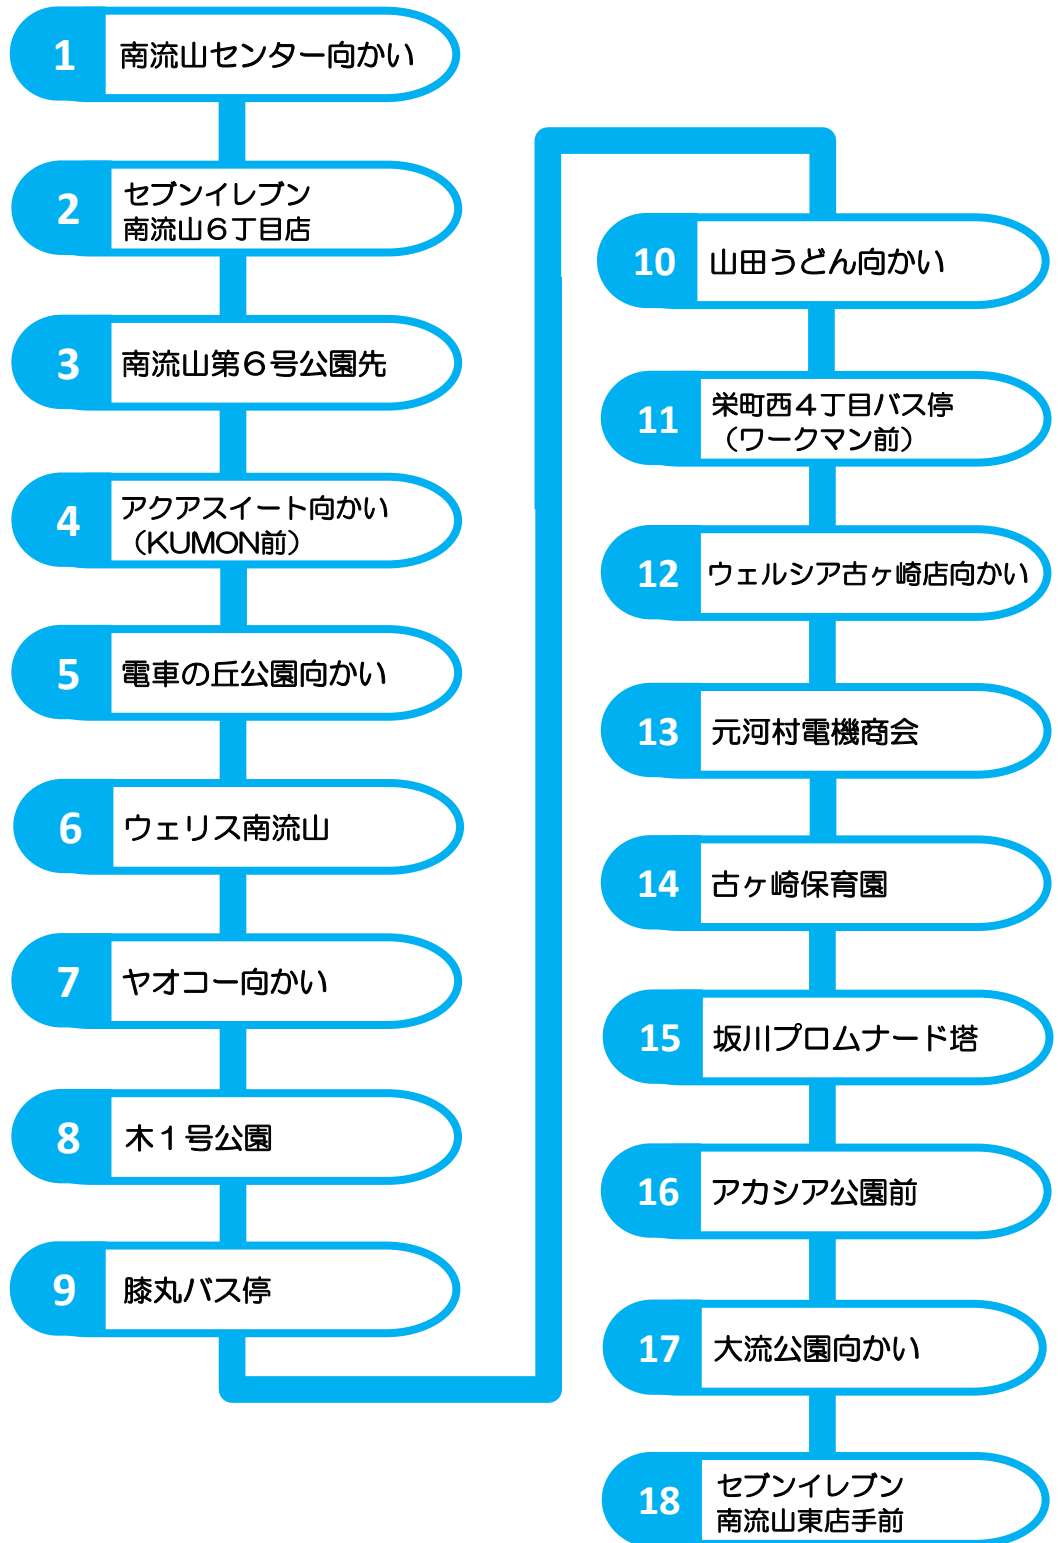 1 南流山センター向かい
2 セブンイレブン
南流山６丁目店
3 南流山第６号公園先
4 アクアスイート向かい
（KUMON前）
5 電車の丘公園向かい
6 ウェリス南流山
7 ヤオコー向かい
8 木１号公園
9 膝丸バス停
10 山田うどん向かい
11 栄町西４丁目バス停
（ワークマン前）
12 ウェルシア古ヶ崎店向かい
13 元河村電機商会
14 古ヶ崎保育園
15 坂川プロムナード塔
16 アカシア公園前
17 大流公園向かい
18 セブンイレブン
南流山東店手前